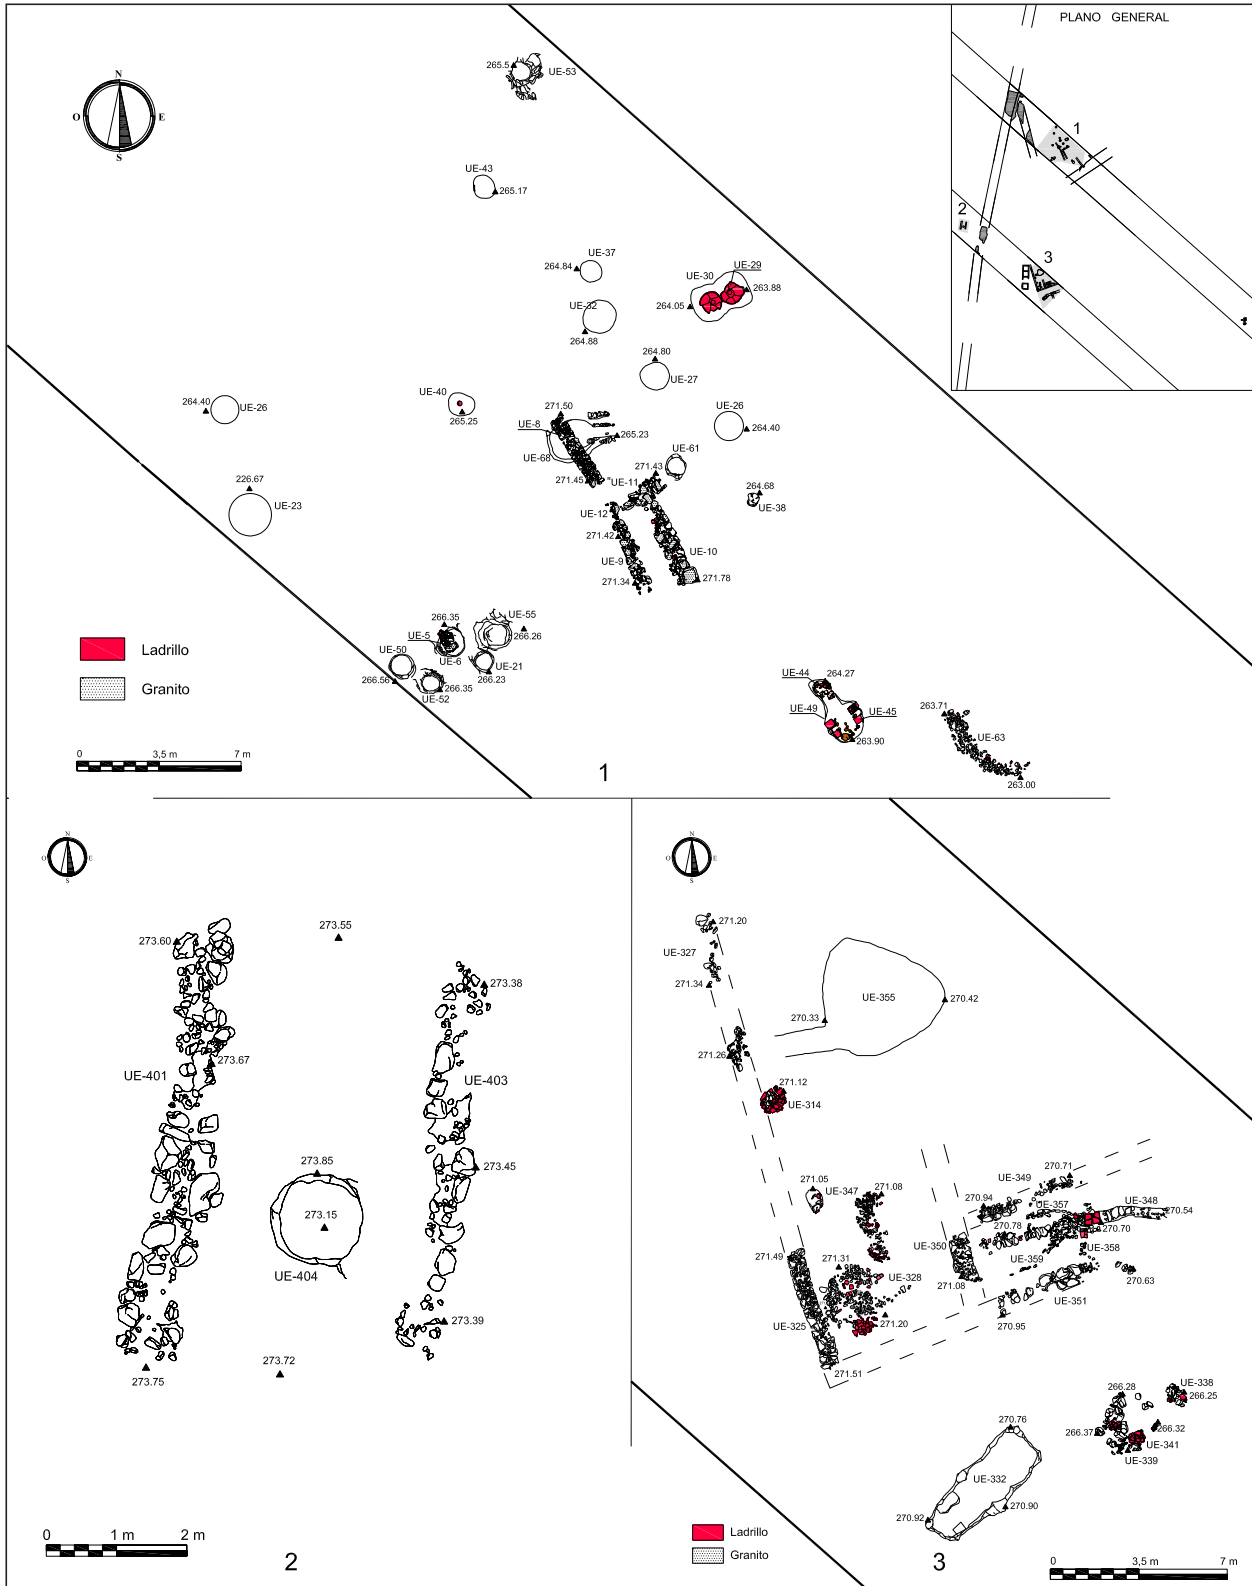 PLANO GENERAL
1
2
3
N
O
E
S
265.5
UE-53
UE-43
265.17
UE-37
264.84
UE-32
264.88
UE-29
UE-30
263.88
264.05
264.80
UE-27
264.40
UE-26
UE-40
265.25
271.50
UE-8
265.23
UE-68
271.45
UE-26
264.40
UE-61
271.43
"UE-11
264.68
UE-38
226.67
UE-23
UE-12
271.42
UE-9
271.34
UE-10
271.78
266.35
UE-55
UE-5
266.26
UE-50
UE-6
UE-21
266.23
266.56
266.35
UE-52
Ladrillo
Granito
0
3,5 m
7 m
UE-44
264.27
UE-49
UE-45
263.90
263.71
UE-63
263.00
1
N
O
E
S
273.60
273.55
273.38
273.67
UE-401
UE-403
273.85
273.15
273.45
UE-404
273.39
273.72
273.75
0
1 m
2 m
2
N
O
E
S
271.20
UE-327
271.34
UE-355
270.42
270.33
271.26
271.12
UE-314
271.05
UE-347
271.08
270.71
UE-349
270.94
UE-357
UE-348
270.54
270.78
270.70
UE-350
UE-358
UE-359
271.49
271.31
UE-328
271.08
270.63
UE-351
271.20
270.95
UE-325
271.51
UE-338
266.28
266.25
266.37
266.32
UE-341
UE-339
270.76
UE-332
270.90
270.92
Ladrillo
Granito
3
0
3,5 m
7 m